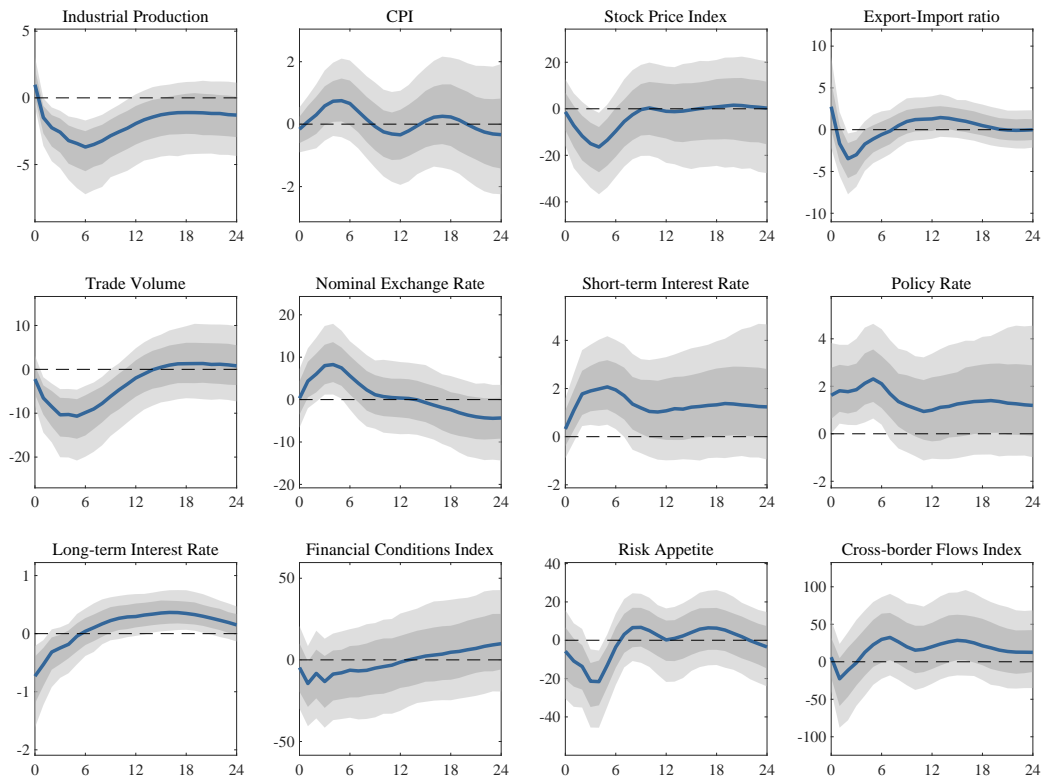 Industrial Production
5
0
-5
0 6 12 18 24
CPI
2
0
-2
0 6 12 18 24
Stock Price Index
20
0
-20
-40
0 6 12 18 24
Export-Import ratio
10
5
0
-5
-10
0 6 12 18 24
Trade Volume
10
0
-10
-20
0 6 12 18 24
Nominal Exchange Rate
20
10
0
-10
-20
0 6 12 18 24
Short-term Interest Rate
4
2
0
-2
0 6 12 18 24
Policy Rate
4
2
0
-2
0 6 12 18 24
Long-term Interest Rate
1
0
-1
-2
0 6 12 18 24
Financial Conditions Index
50
0
-50
0 6 12 18 24
Risk Appetite
40
20
0
-20
-40
0 6 12 18 24
Cross-border Flows Index
100
50
0
-50
-100
0 6 12 18 24